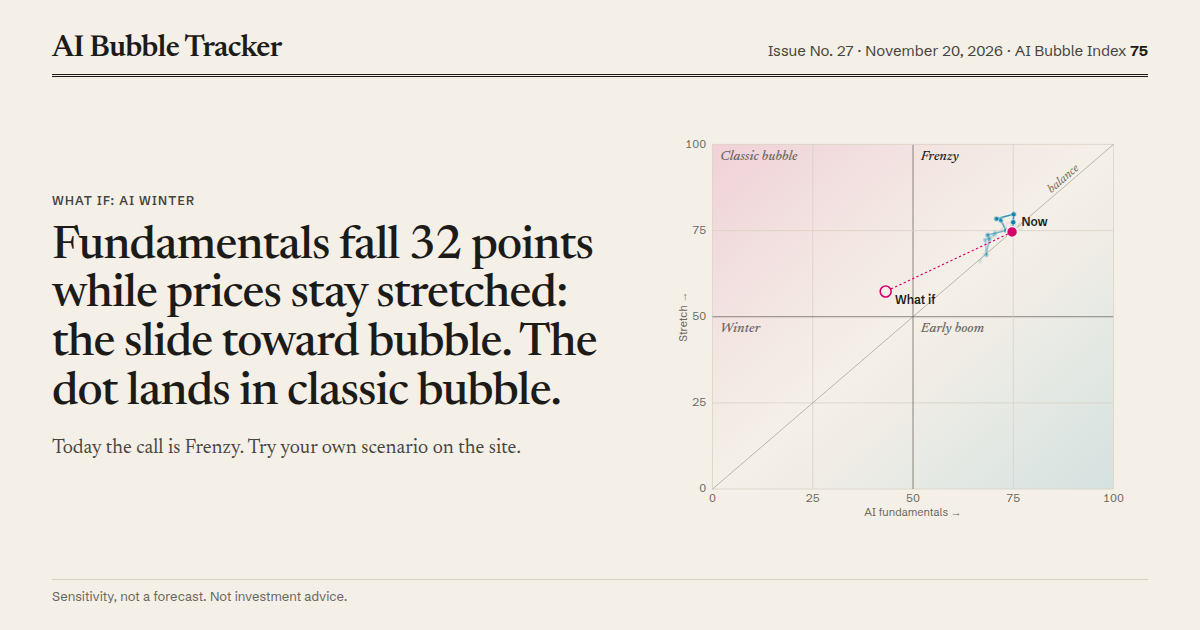 AI Bubble Tracker
Issue No. 27 · November 20, 2026 · AI Bubble Index 75
WHAT IF: AI WINTER
Fundamentals fall 32 points
while prices stay stretched:
the slide toward bubble. The
dot lands in classic bubble.
Today the call is Frenzy. Try your own scenario on the site.
100
Classic bubble
Frenzy
balance
75
Now
What if
Stretch →
50
Winter
Early boom
25
0
0
25
50
75
100
AI fundamentals →
Sensitivity, not a forecast. Not investment advice.